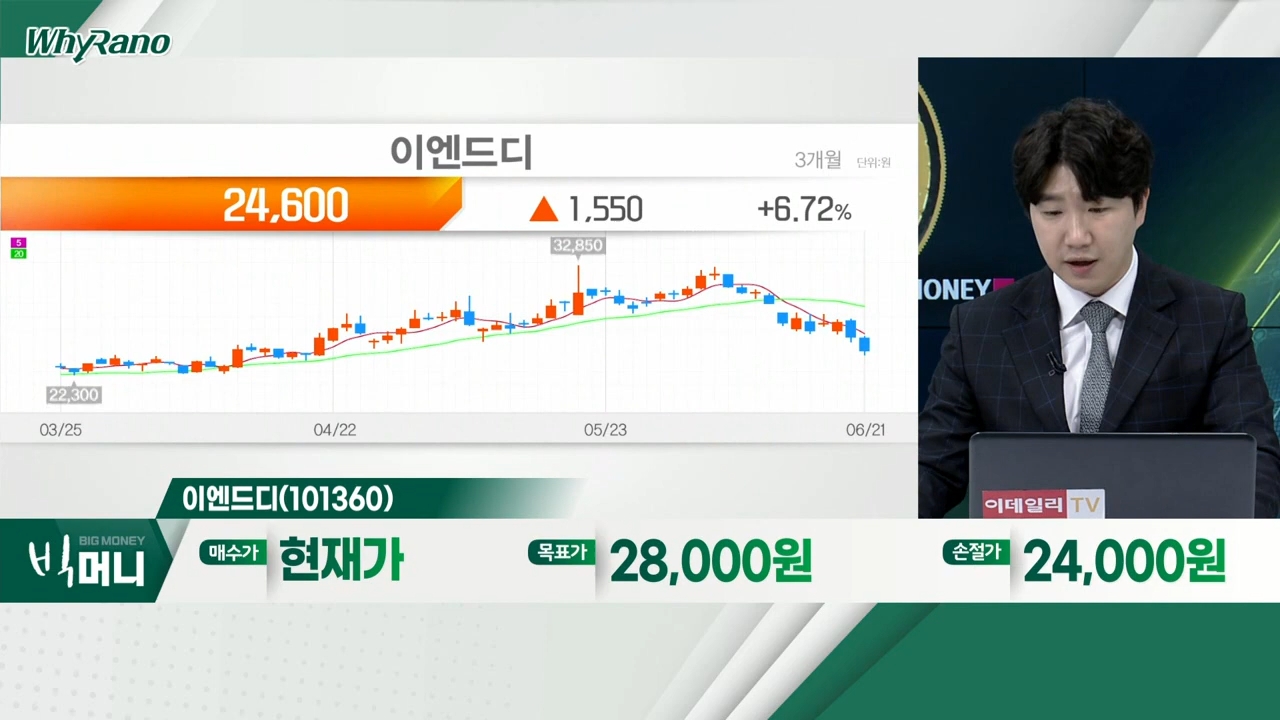 WhyRano
이엔드디
3개월 단위:원
24,600 ▲ 1,550 +6.72%
5
20
32,850
22,300
03/25 04/22 05/23 06/21
MONEY
이데일리 TV
이엔드디(101360)
BIG MONEY
빅머니
매수가 현재가 목표가 28,000원 손절가 24,000원